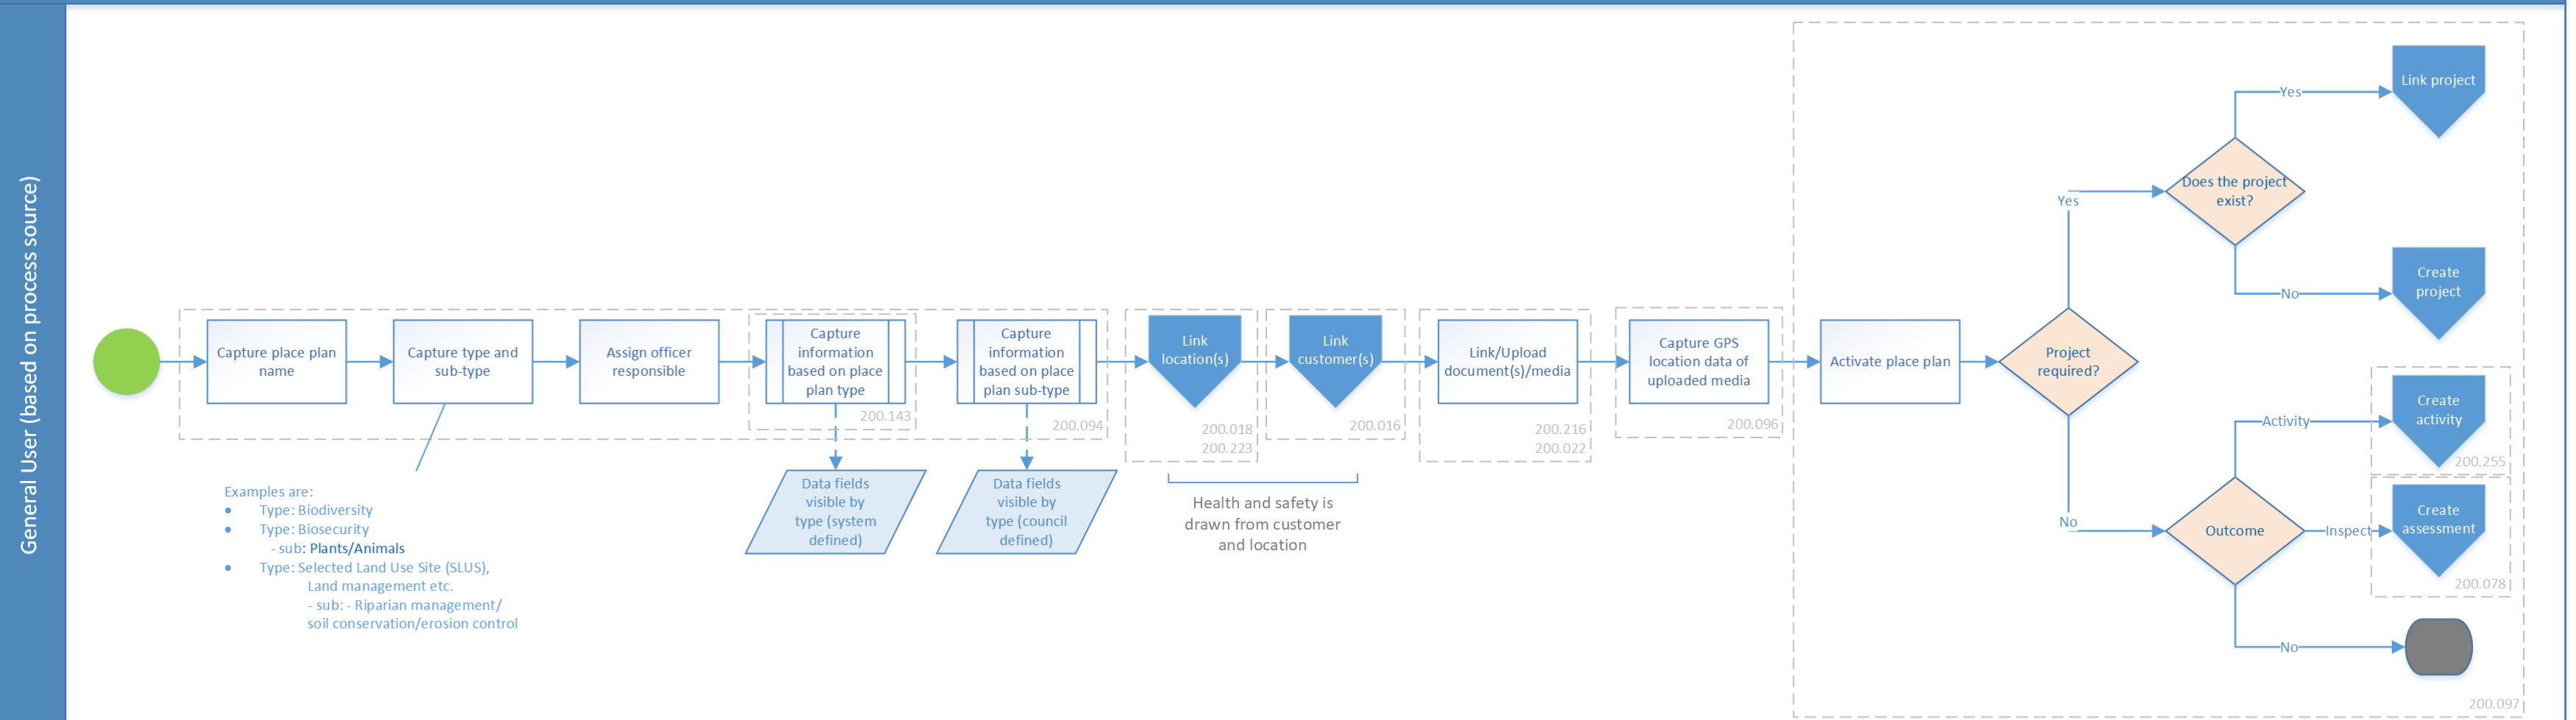 General User (based on process source)
Capture place plan
name
Capture type and
sub-type
Assign officer
responsible
Capture
information
based on place
plan type
200.143
Capture
information
based on place
plan sub-type
200.094
Link
location(s)
200.018
200.223
Link
customer(s)
200.016
Link/Upload
document(s)/media
200.216
200.022
Capture GPS
location data of
uploaded media
200.096
Activate place plan
Project
required?
Yes
No
Does the project
exist?
Yes
Link project
No
Create
project
Outcome
Activity
Create
activity
200.255
Inspect
Create
assessment
200.078
No
200.097
Data fields
visible by
type (system
defined)
Data fields
visible by
type (council
defined)
Health and safety is
drawn from customer
and location
Examples are:
• Type: Biodiversity
• Type: Biosecurity
- sub: Plants/Animals
• Type: Selected Land Use Site (SLUS),
Land management etc.
- sub: - Riparian management/
soil conservation/erosion control